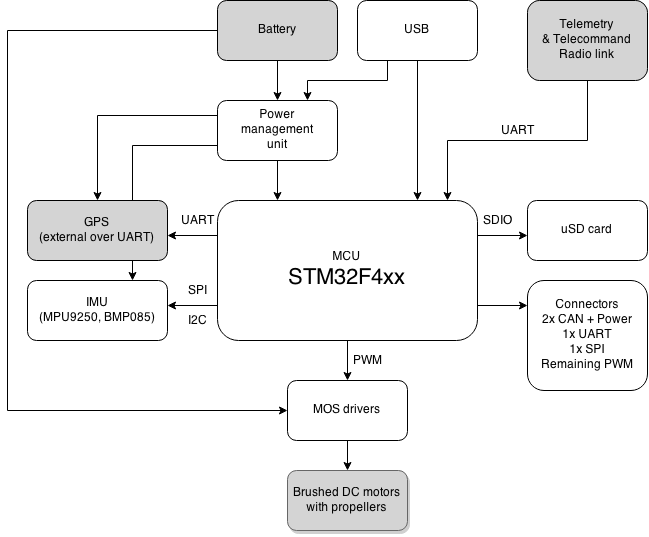 Battery
USB
Telemetry
& Telecommand
Radio link
Power
management
unit
UART
GPS
(external over UART)
UART
MCU
STM32F4xx
SDIO
uSD card
IMU
(MPU9250, BMP085)
SPI
I2C
Connectors
2x CAN + Power
1x UART
1x SPI
Remaining PWM
PWM
MOS drivers
Brushed DC motors
with propellers